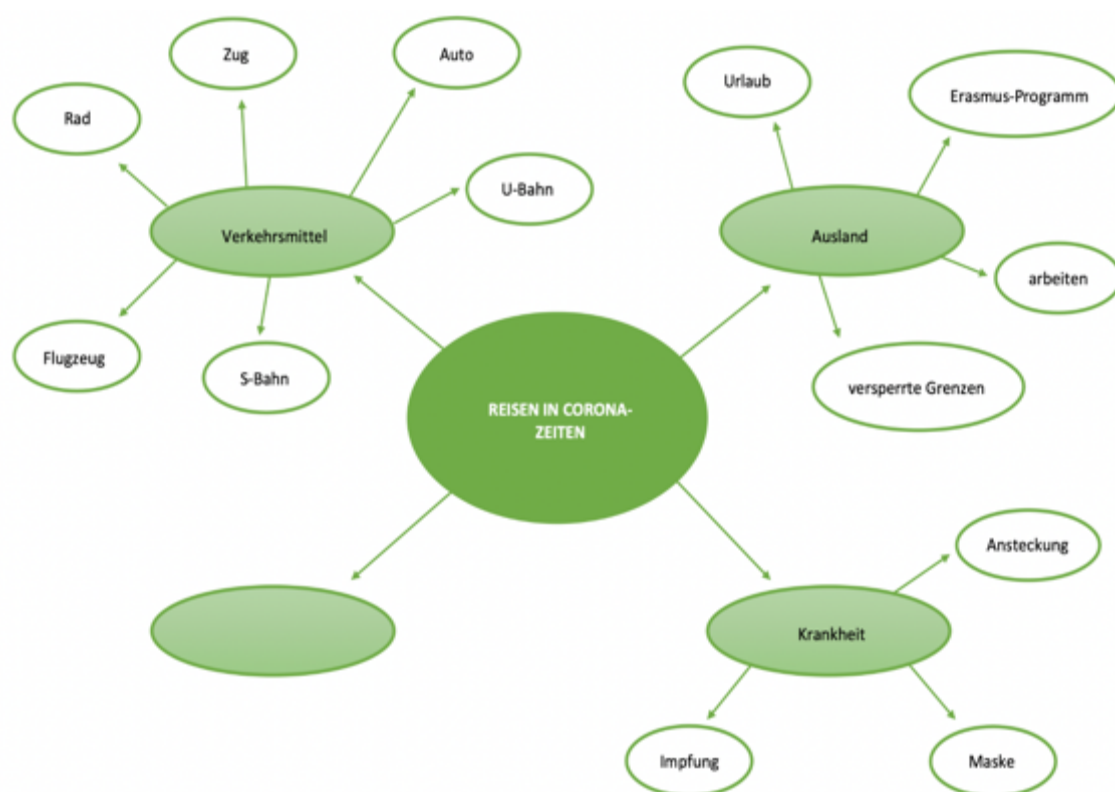 Zug
Auto
Rad
U-Bahn
Verkehrsmittel
Flugzeug
S-Bahn
Urlaub
Erasmus-Programm
Ausland
arbeiten
versperrte Grenzen
REISEN IN CORONA-
ZEITEN
Ansteckung
Krankheit
Impfung
Maske